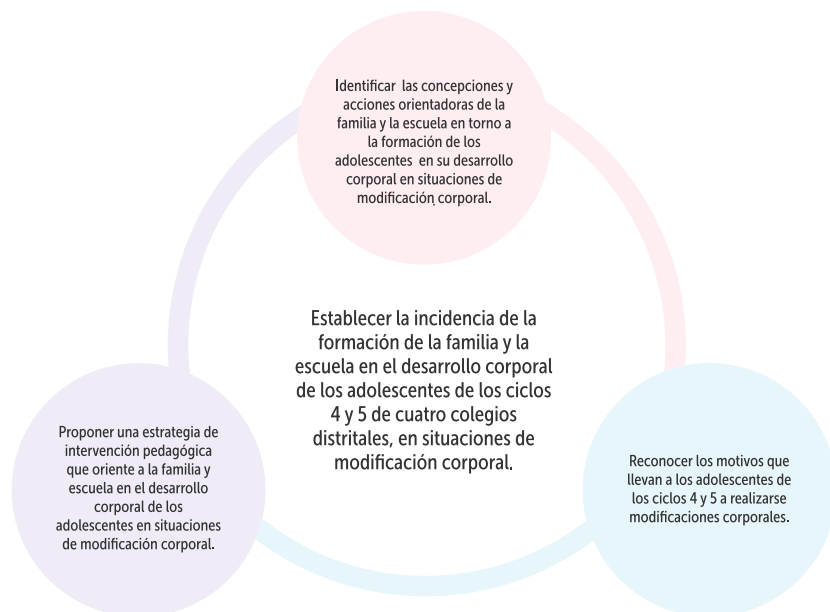 Identificar las concepciones y
acciones orientadoras de la
familia y la escuela en torno a
la formación de los
adolescentes en su desarrollo
corporal en situaciones de
modificación corporal.
Establecer la incidencia de la
formación de la familia y la
escuela en el desarrollo corporal
de los adolescentes de los ciclos
4 y 5 de cuatro colegios
distritales, en situaciones de
modificación corporal.
Proponer una estrategia de
intervención pedagógica
que oriente a la familia y
escuela en el desarrollo
corporal de los
adolescentes en situaciones
de modificación corporal.
Reconocer los motivos que
llevan a los adolescentes de
los ciclos 4 y 5 a realizarse
modificaciones corporales.